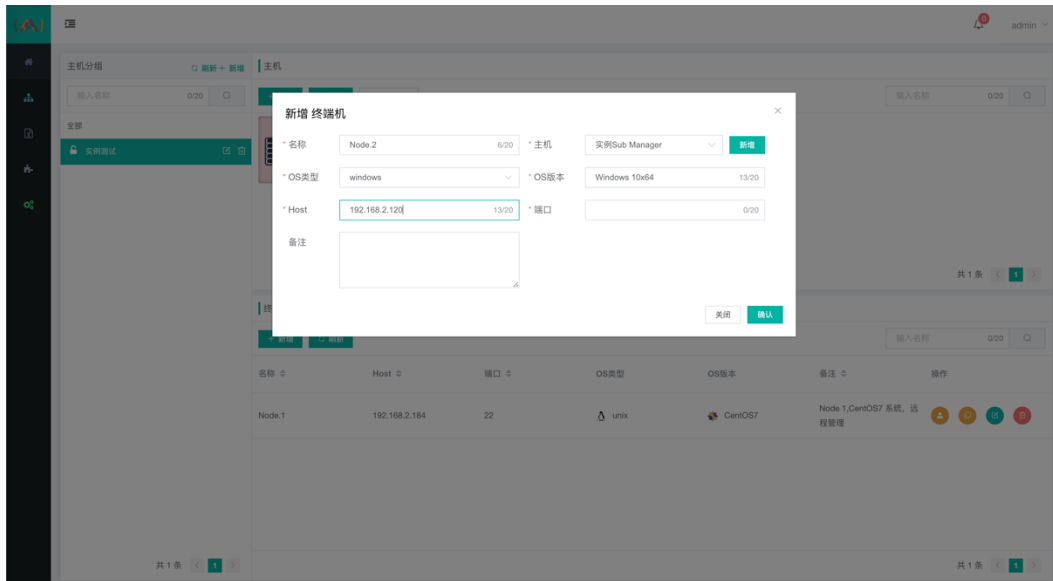 admin
主机分组
刷新 + 新增
主机
输入名称 0/20
输入名称 0/20
全部
实例测试
新增 终端机
* 名称 Node.2 6/20
* 主机 实例Sub Manager 新增
* OS类型 windows
* OS版本 Windows 10x64 13/20
* Host 192.168.2.120 13/20
* 端口 0/20
备注
关闭 确认
共 1 条 < 1 >
终
+ 新增 刷新
输入名称 0/20
名称 Host 端口 OS类型 OS版本 备注 操作
Node.1 192.168.2.184 22 unix CentOS7 Node 1,CentOS7 系统，远
程管理
共 1 条 < 1 >
共 1 条 < 1 >